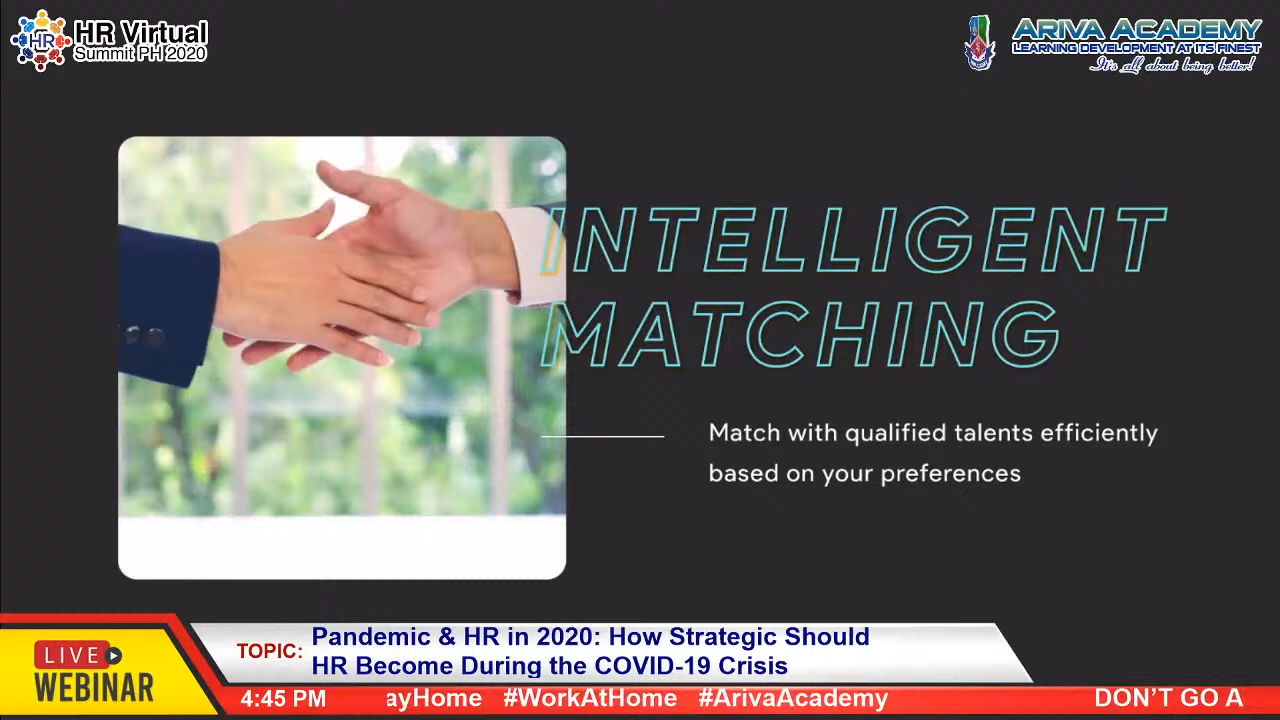 HR
HR Virtual
Summit PH 2020
ARIVA ACADEMY
LEARNING DEVELOPMENT AT ITS FINEST
It's all about being better!
INTELLIGENT
MATCHING
Match with qualified talents efficiently
based on your preferences
LIVE
WEBINAR
TOPIC:
Pandemic & HR in 2020: How Strategic Should
HR Become During the COVID-19 Crisis
4:45 PM
ayHome #WorkAtHome #ArivaAcademy
DON'T GO A